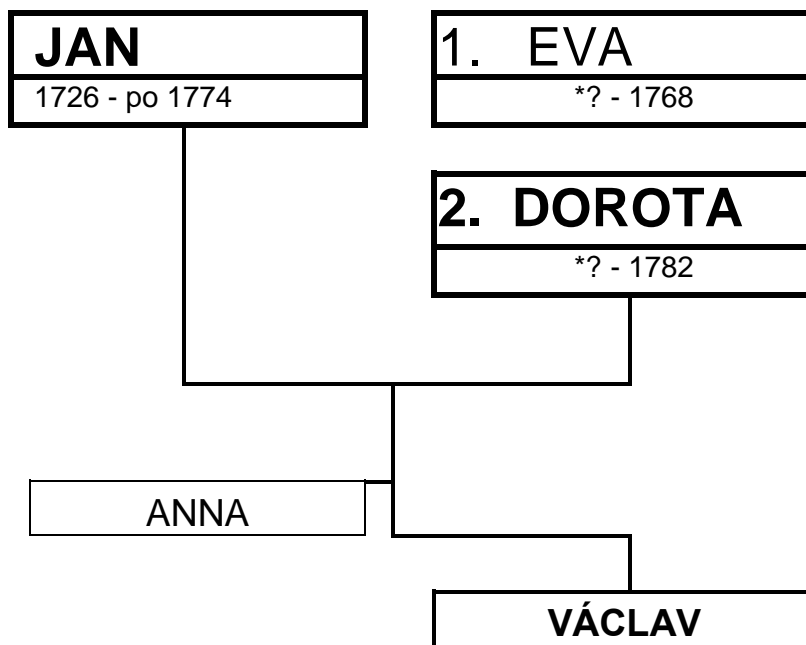 JAN
1726 - po 1774
1. EVA
*? - 1768
2. DOROTA
*? - 1782
ANNA
VÁCLAV